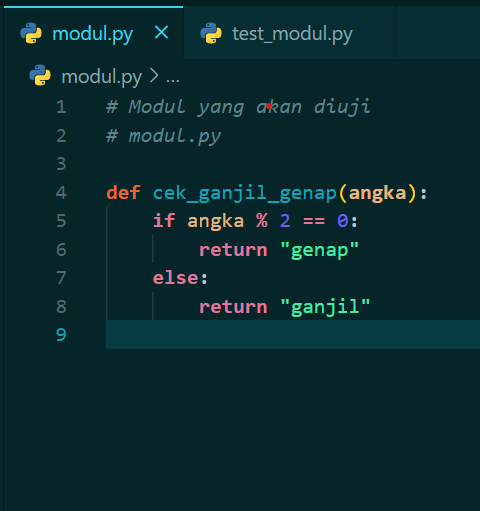 modul.py × test_modul.py
modul.py > ...
1 # Modul yang akan diuji
2 # modul.py
3
4 def cek_ganjil_genap(angka):
5     if angka % 2 == 0:
6         return "genap"
7     else:
8         return "ganjil"
9